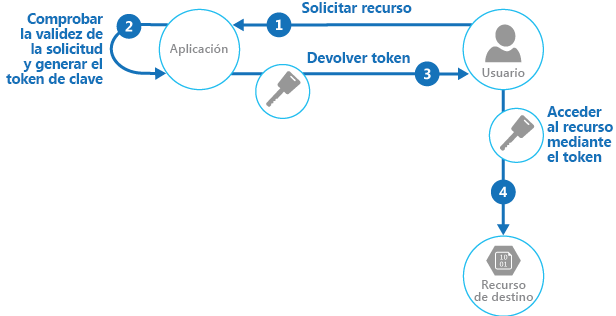 Solicitar recurso
1
2
Comprobar
la validez de
la solicitud
y generar el
token de clave
Aplicación
Usuario
Devolver token
3
Acceder
al recurso
mediante
el token
4
10
01
Recurso
de destino